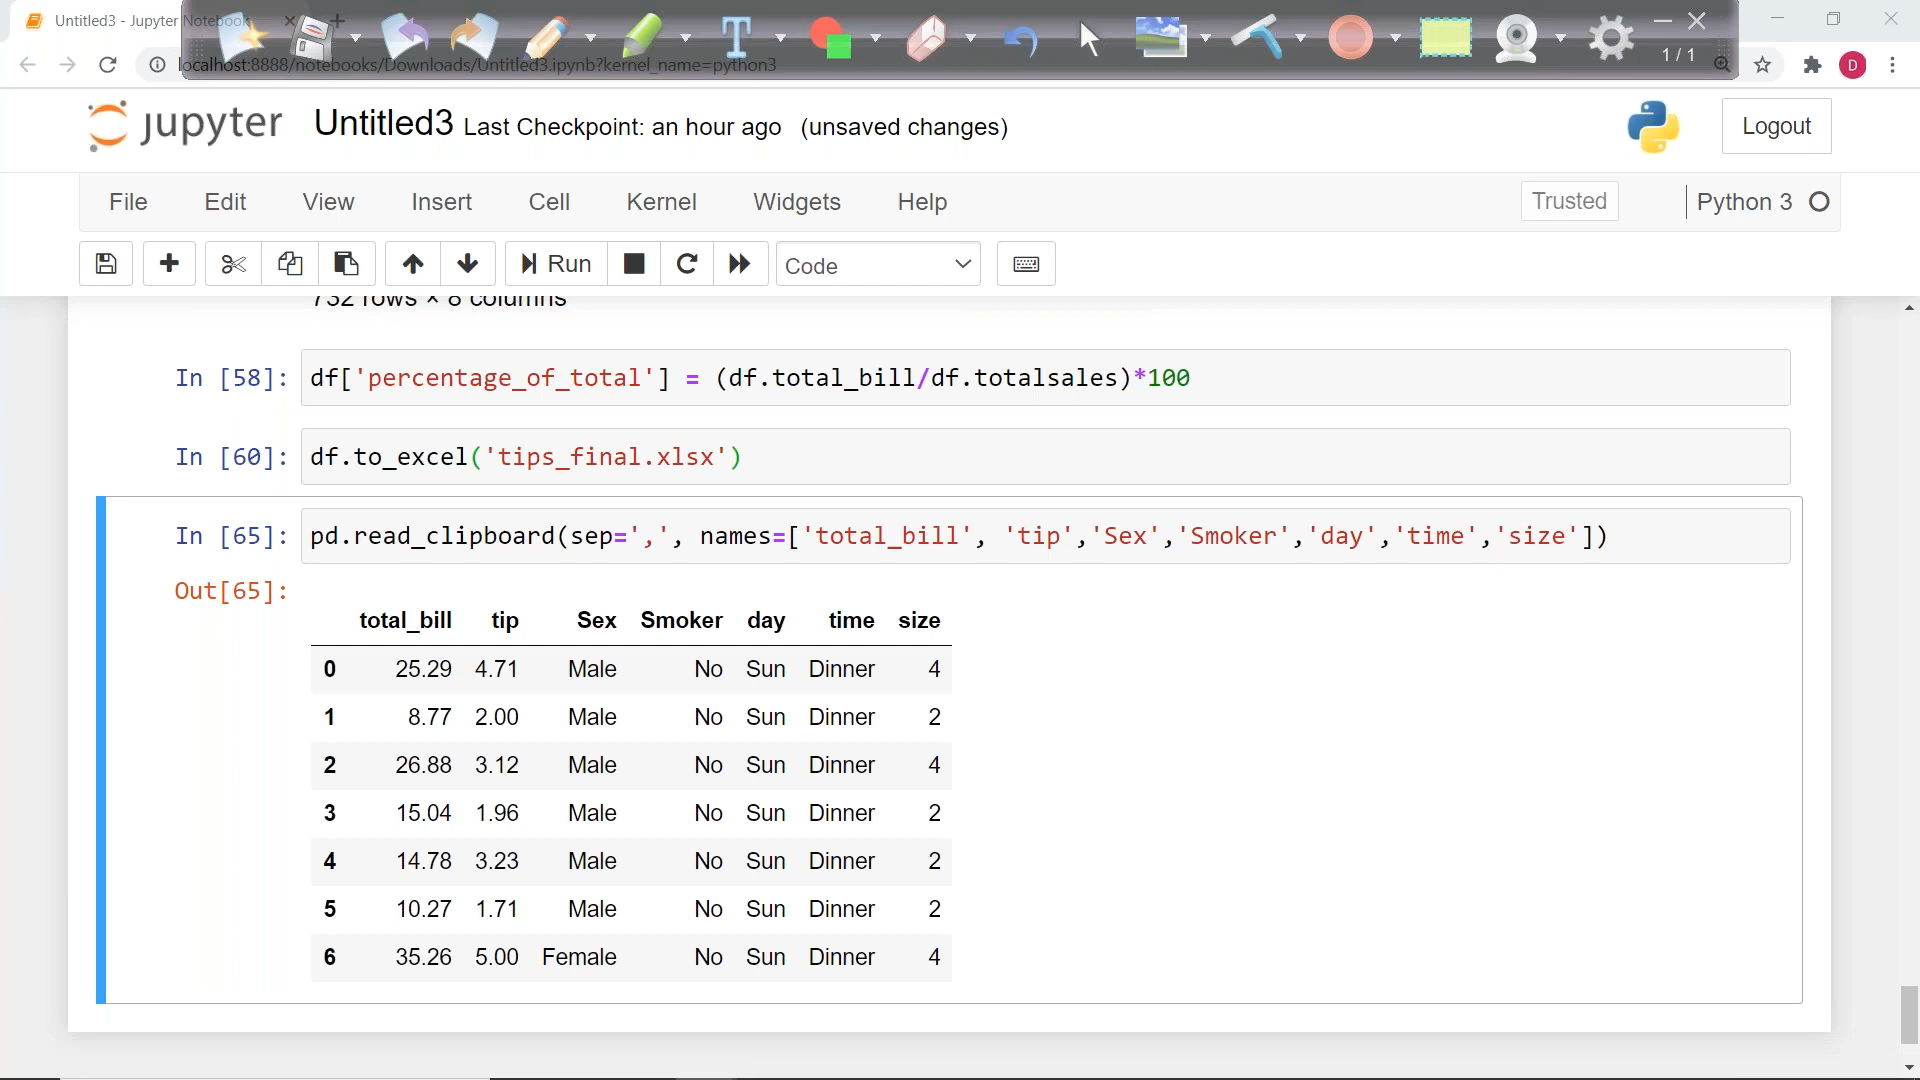 Untitled3 - Jupyter Notebook
localhost:8888/notebooks/Downloads/Untitled3.ipynb?kernel_name=python3
1 / 1
D
jupyter Untitled3 Last Checkpoint: an hour ago (unsaved changes)
Logout
File Edit View Insert Cell Kernel Widgets Help
Trusted
Python 3
Run
Code
732 rows × 8 columns
In [58]: df['percentage_of_total'] = (df.total_bill/df.totalsales)*100
In [60]: df.to_excel('tips_final.xlsx')
In [65]: pd.read_clipboard(sep=',', names=['total_bill', 'tip','Sex','Smoker','day','time','size'])
Out[65]:
total_bill tip Sex Smoker day time size
0 25.29 4.71 Male No Sun Dinner 4
1 8.77 2.00 Male No Sun Dinner 2
2 26.88 3.12 Male No Sun Dinner 4
3 15.04 1.96 Male No Sun Dinner 2
4 14.78 3.23 Male No Sun Dinner 2
5 10.27 1.71 Male No Sun Dinner 2
6 35.26 5.00 Female No Sun Dinner 4